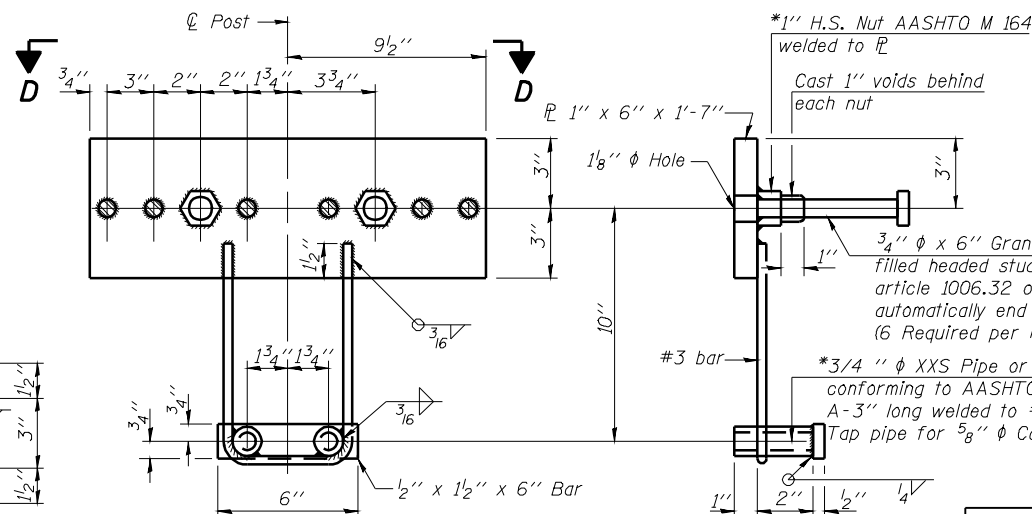 ℄ Post
9½"
D D
¾" 3" 2" 2" 1¾" 3¾"
3"
3"
1½"
3/16
1¾" 1¾"
3/16
¾"
¾"
½" x 1½" x 6" Bar
6"
1½"
3"
1½"
*1" H.S. Nut AASHTO M 164
welded to ⅊
Cast 1" voids behind
each nut
⅊ 1" x 6" x 1'-7"
1⅛" ϕ Hole
3"
1"
¾" ϕ x 6"
filled headed
article 1006.32
automatically end
(6 Required per
10"
#3 bar
*3/4 " ϕ XXS Pipe or
conforming to AASHTO
A-3" long welded to
Tap pipe for ⅝" ϕ
¼
1" 2" ½"